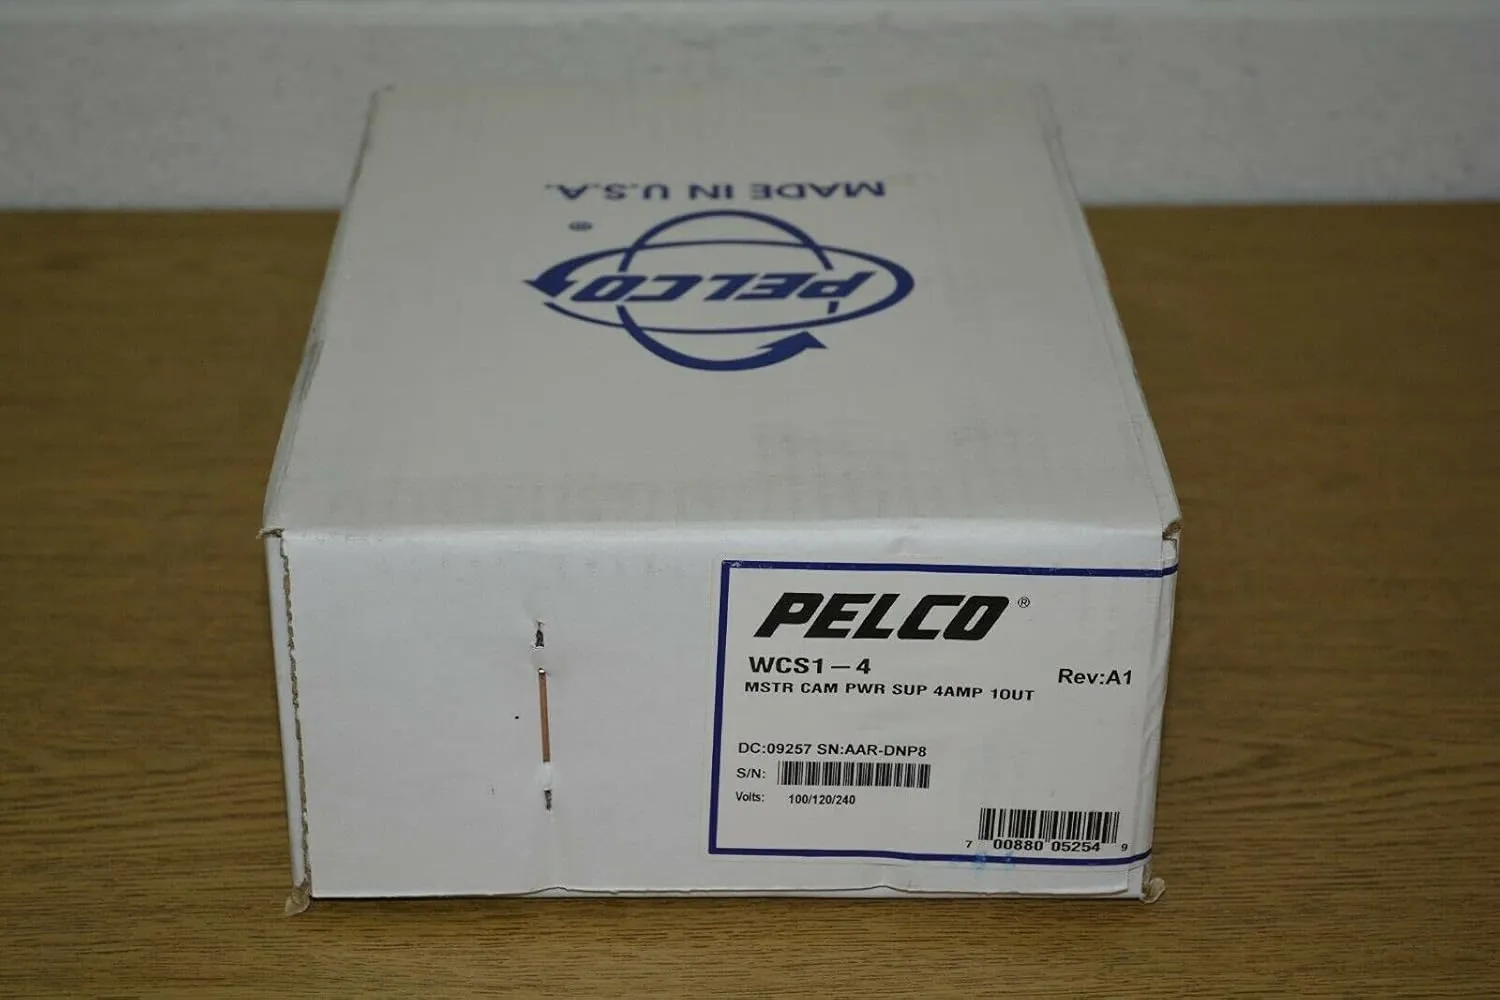 MADE IN U.S.A.
PELCO
®
PELCO®
WCS1-4
MSTR CAM PWR SUP 4AMP 1OUT
Rev:A1
DC:09257 SN:AAR-DNP8
S/N:
Volts: 100/120/240
7 00880 05254 9